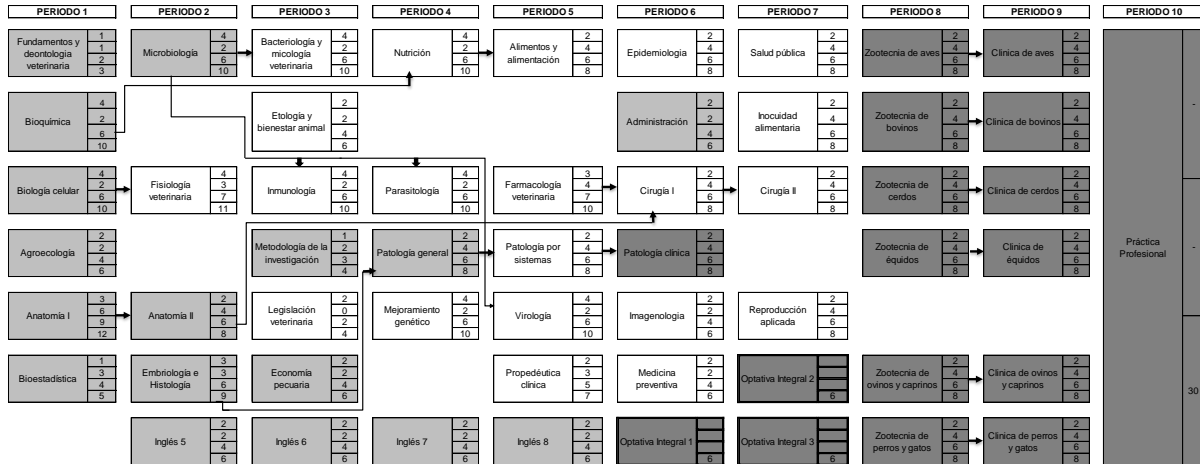 PERIODO 1 PERIODO 2 PERIODO 3 PERIODO 4 PERIODO 5 PERIODO 6 PERIODO 7 PERIODO 8 PERIODO 9 PERIODO 10
Fundamentos y
deontología
veterinaria
1
1
2
3
Microbiología
4
2
6
10
Bacteriología y
micología
veterinaria
4
2
6
10
Nutrición
4
2
6
10
Alimentos y
alimentación
2
4
6
8
Epidemiologia
2
4
6
8
Salud pública
2
4
6
8
Zootecnia de aves
2
4
6
8
Clinica de aves
2
4
6
8
Bioquímica
4
2
6
10
Etología y
bienestar animal
2
2
4
6
Administración
2
2
4
6
Inocuidad
alimentaria
2
4
6
8
Zootecnia de
bovinos
2
4
6
8
Clinica de bovinos
2
4
6
8
Biología celular
4
2
6
10
Fisiología
veterinaria
4
3
7
11
Inmunología
4
2
6
10
Parasitología
4
2
6
10
Farmacología
veterinaria
3
4
7
10
Cirugía I
2
4
6
8
Cirugía II
2
4
6
8
Zootecnia de
cerdos
2
4
6
8
Clínica de cerdos
2
4
6
8
Agroecología
2
2
4
6
Metodología de la
investigación
1
2
3
4
Patología general
2
4
6
8
Patología por
sistemas
2
4
6
8
Patología clínica
2
4
6
8
Zootecnia de
équidos
2
4
6
8
Clínica de
équidos
2
4
6
8
Anatomía I
3
6
9
12
Anatomía II
2
4
6
8
Legislación
veterinaria
2
0
2
4
Mejoramiento
genético
4
2
6
10
Virología
4
2
6
10
Imagenologia
2
2
4
6
Reproducción
aplicada
2
4
6
8
Bioestadística
1
3
4
5
Embriología e
Histología
3
3
6
9
Economía
pecuaria
2
2
4
6
Propedéutica
clínica
2
3
5
7
Medicina
preventiva
2
2
4
6
Optativa Integral 2
6
Zootecnia de
ovinos y caprinos
2
4
6
8
Clínica de ovinos
y caprinos
2
4
6
8
Inglés 5
2
2
4
6
Inglés 6
2
2
4
6
Inglés 7
2
2
4
6
Inglés 8
2
2
4
6
Optativa Integral 1
6
Optativa Integral 3
6
Zootecnia de
perros y gatos
2
4
6
8
Clínica de perros
y gatos
2
4
6
8
Práctica
Profesional
-
-
30